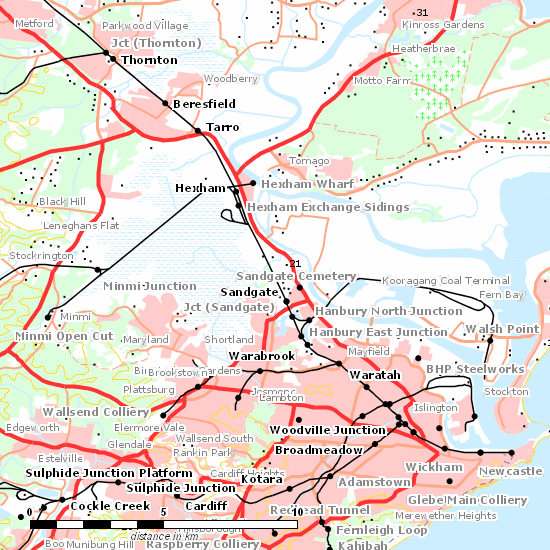 31
Metford
Parkwood Village
Kinross Gardens
Jct (Thornton)
Heatherbrae
Thornton
Woodberry
Motto Farm
Beresfield
Tarro
Tomago
Hexham
Hexham Wharf
Black Hill
Hexham Exchange Sidings
Leneghans Flat
Stockrington
21
Sandgate Cemetery
Minmi Junction
Kooragang Coal Terminal
Sandgate
Fern Bay
Jct (Sandgate)
Hanbury North Junction
Minmi
Minmi Open Cut
Hanbury East Junction
Walsh Point
Maryland
Shortland
Mayfield
Warabrook
Brookstown
ardens
BHP Steelworks
Waratah
Plattsburg
Jesmond
Lambton
Stockton
Wallsend Colliery
Islington
Edgeworth
Elermore Vale
Woodville Junction
Wallsend South
Glendale
Rankin Park
Broadmeadow
Estelville
Wickham
Newcastle
Sulphide Junction Platform
Cardiff Heights
Kotara
Adamstown
Sulphide Junction
Glebe Main Colliery
Cockle Creek
Cardiff
Redhead Tunnel
Merewether Heights
0
5
10
distance in km
Fernleigh Loop
Boo
Munibung Hill
Raspberry Colliery
Kahibah